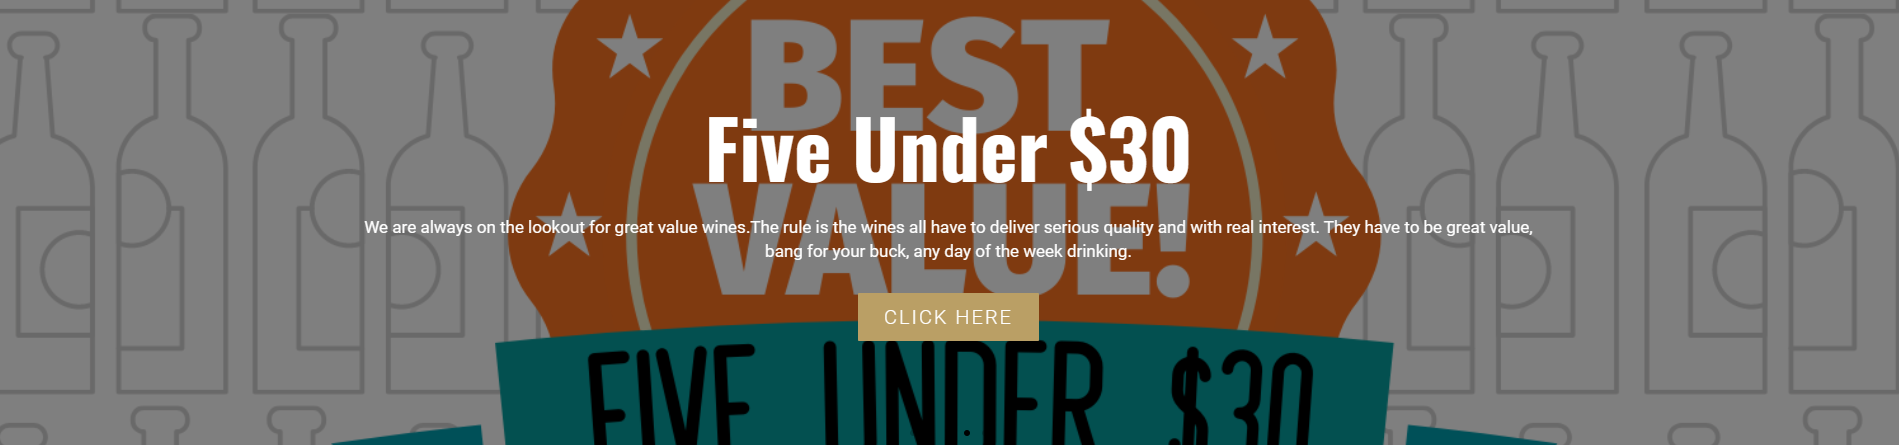 BEST
Five Under $30
VALUE!
We are always on the lookout for great value wines.The rule is the wines all have to deliver serious quality and with real interest. They have to be great value,
bang for your buck, any day of the week drinking.
CLICK HERE
FIVE UNDER $30